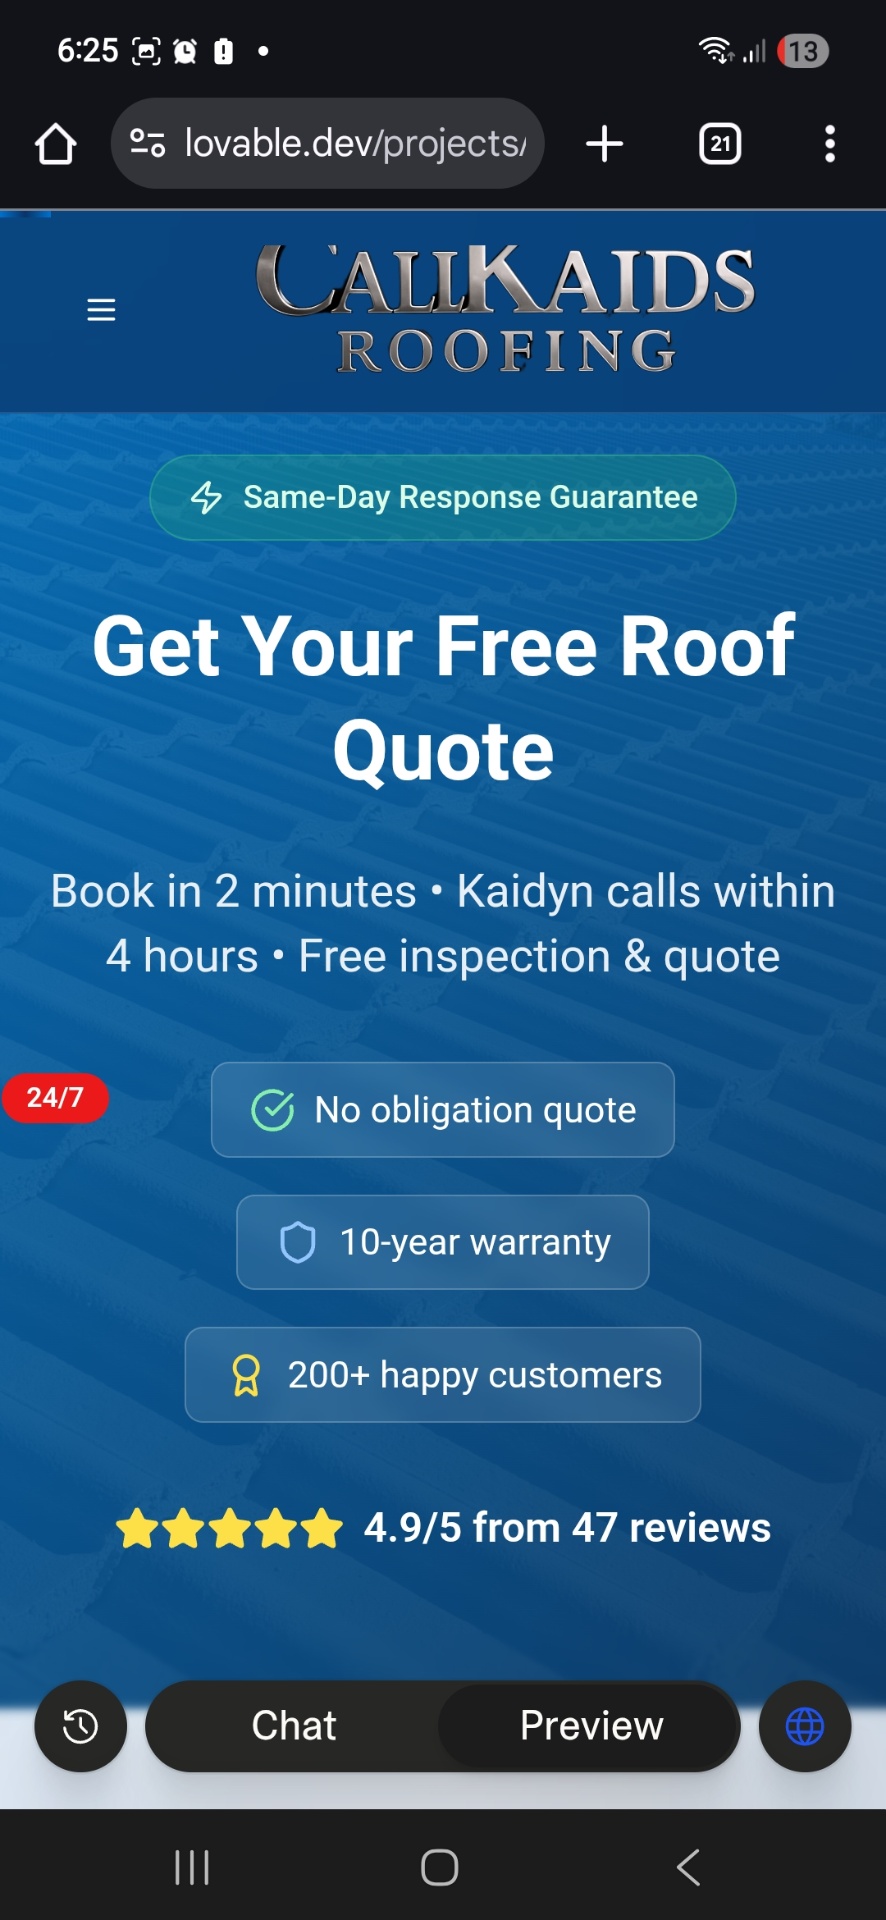 6:25
13
lovable.dev/projects/
21
CALLKAIDS
ROOFING
Same-Day Response Guarantee
Get Your Free Roof
Quote
Book in 2 minutes • Kaidyn calls within
4 hours • Free inspection & quote
24/7
No obligation quote
10-year warranty
200+ happy customers
4.9/5 from 47 reviews
Chat
Preview